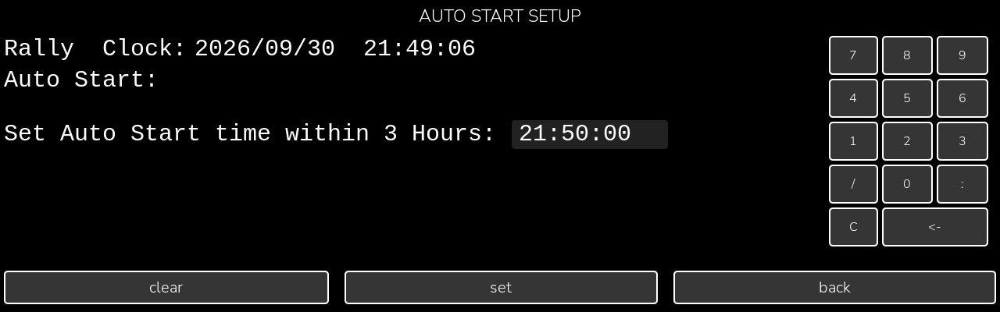 AUTO START SETUP
Rally  Clock: 2026/09/30  21:49:06
Auto Start:
Set Auto Start time within 3 Hours: 21:50:00
7 8 9
4 5 6
1 2 3
/ 0 :
C <-
clear set back